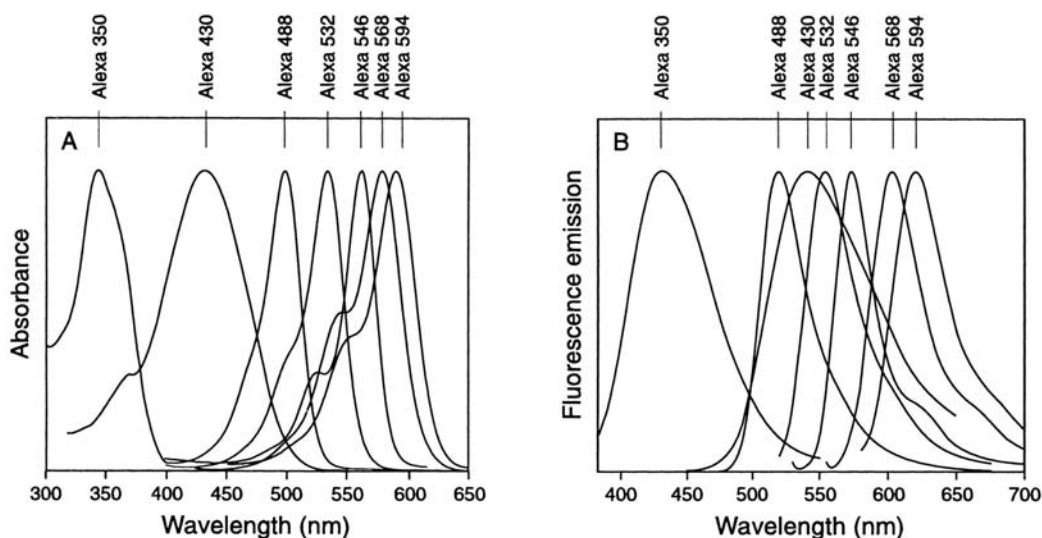 Alexa 350
Alexa 430
Alexa 488
Alexa 532
Alexa 546
Alexa 568
Alexa 594
A
Absorbance
300 350 400 450 500 550 600 650
Wavelength (nm)
Alexa 350
Alexa 488
Alexa 430
Alexa 532
Alexa 546
Alexa 568
Alexa 594
B
Fluorescence emission
400 450 500 550 600 650 700
Wavelength (nm)